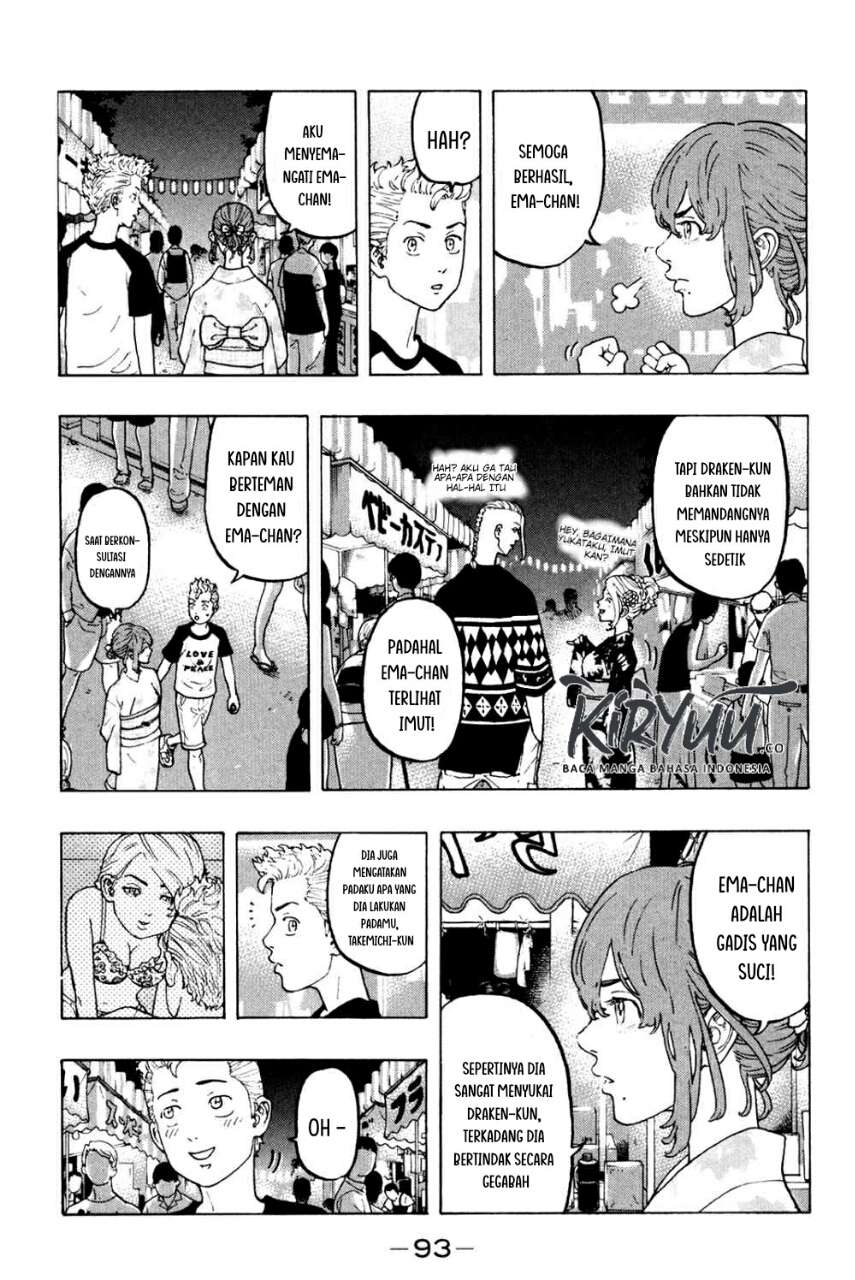 SEMOGA
BERHASIL,
EMA-CHAN!
HAH?
AKU
MENYEMA-
NGATI EMA-
CHAN!
TAPI DRAKEN-KUN
BAHKAN TIDAK
MEMANDANGNYA
MESKIPUN HANYA
SEDETIK
HEY, BAGAIMANA
YUKATAKU, IMUT
KAN?
HAH? AKU GA TAU
APA-APA DENGAN
HAL-HAL ITU
ベビーカステ
PADAHAL
EMA-CHAN
TERLIHAT
IMUT!
KIRYUU.CO
BACA MANGA BAHASA INDONESIA
KAPAN KAU
BERTEMAN
DENGAN
EMA-CHAN?
SAAT BERKON-
SULTASI
DENGANNYA
LOVE
&
PEACE
EMA-CHAN
ADALAH
GADIS YANG
SUCI!
SEPERTINYA DIA
SANGAT MENYUKAI
DRAKEN-KUN,
TERKADANG DIA
BERTINDAK SECARA
GEGABAH
DIA JUGA
MENGATAKAN
PADAKU APA YANG
DIA LAKUKAN
PADAMU,
TAKEMICHI-KUN
OH -
フラ
-93-